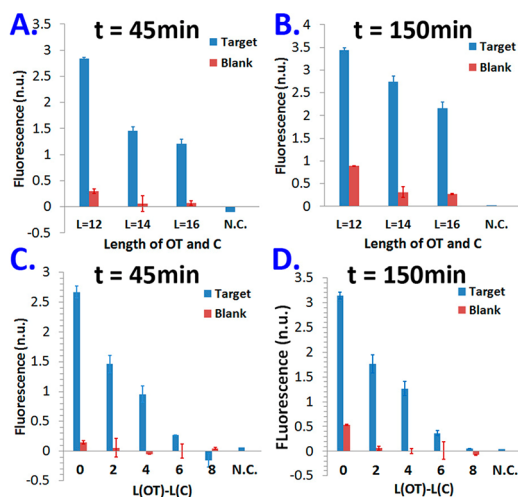 A.
t = 45min
Target
Blank
Fluorescence (n.u.)
3.5
3
2.5
2
1.5
1
0.5
0
-0.5
L=12 L=14 L=16 N.C.
Length of OT and C
B.
t = 150min
Target
Blank
Fluorescence (n.u.)
4
3.5
3
2.5
2
1.5
1
0.5
0
L=12 L=14 L=16 N.C.
Length of OT and C
C.
t = 45min
Target
Blank
Fluorescence (n.u.)
3
2.5
2
1.5
1
0.5
0
-0.5
0 2 4 6 8 N.C.
L(OT)-L(C)
D.
t = 150min
Target
Blank
FLuorescence (n.u.)
3.5
3
2.5
2
1.5
1
0.5
0
-0.5
0 2 4 6 8 N.C.
L(OT)-L(C)